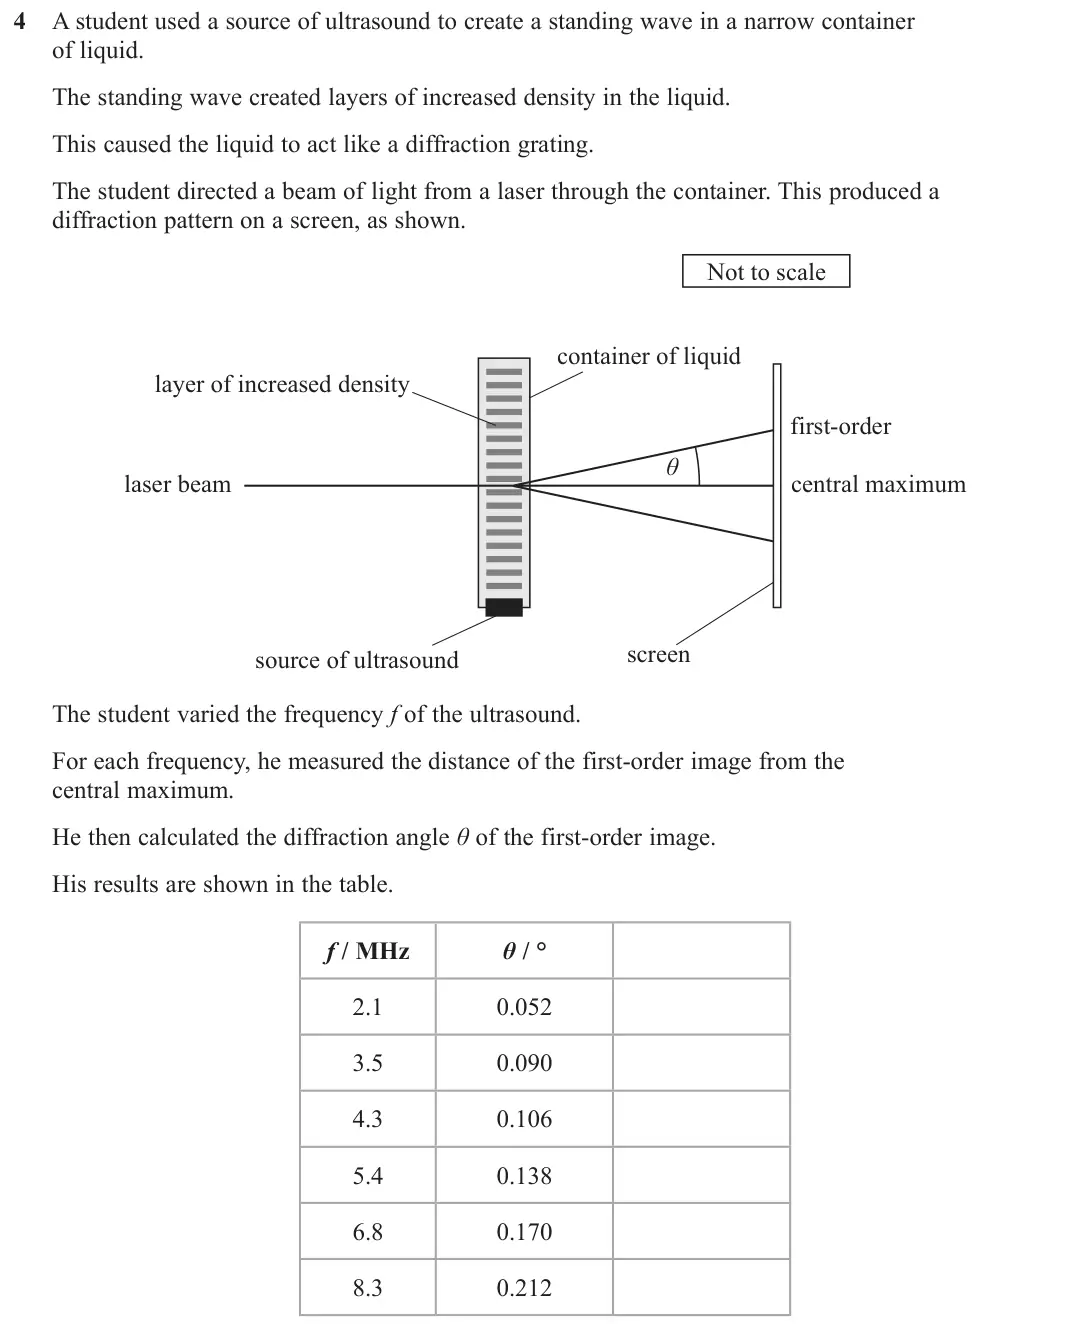 4 A student used a source of ultrasound to create a standing wave in a narrow container
of liquid.
The standing wave created layers of increased density in the liquid.
This caused the liquid to act like a diffraction grating.
The student directed a beam of light from a laser through the container. This produced a
diffraction pattern on a screen, as shown.
Not to scale
container of liquid
layer of increased density
first-order
θ
laser beam
central maximum
source of ultrasound
screen
The student varied the frequency f of the ultrasound.
For each frequency, he measured the distance of the first-order image from the
central maximum.
He then calculated the diffraction angle θ of the first-order image.
His results are shown in the table.
f / MHz θ / °
2.1 0.052
3.5 0.090
4.3 0.106
5.4 0.138
6.8 0.170
8.3 0.212